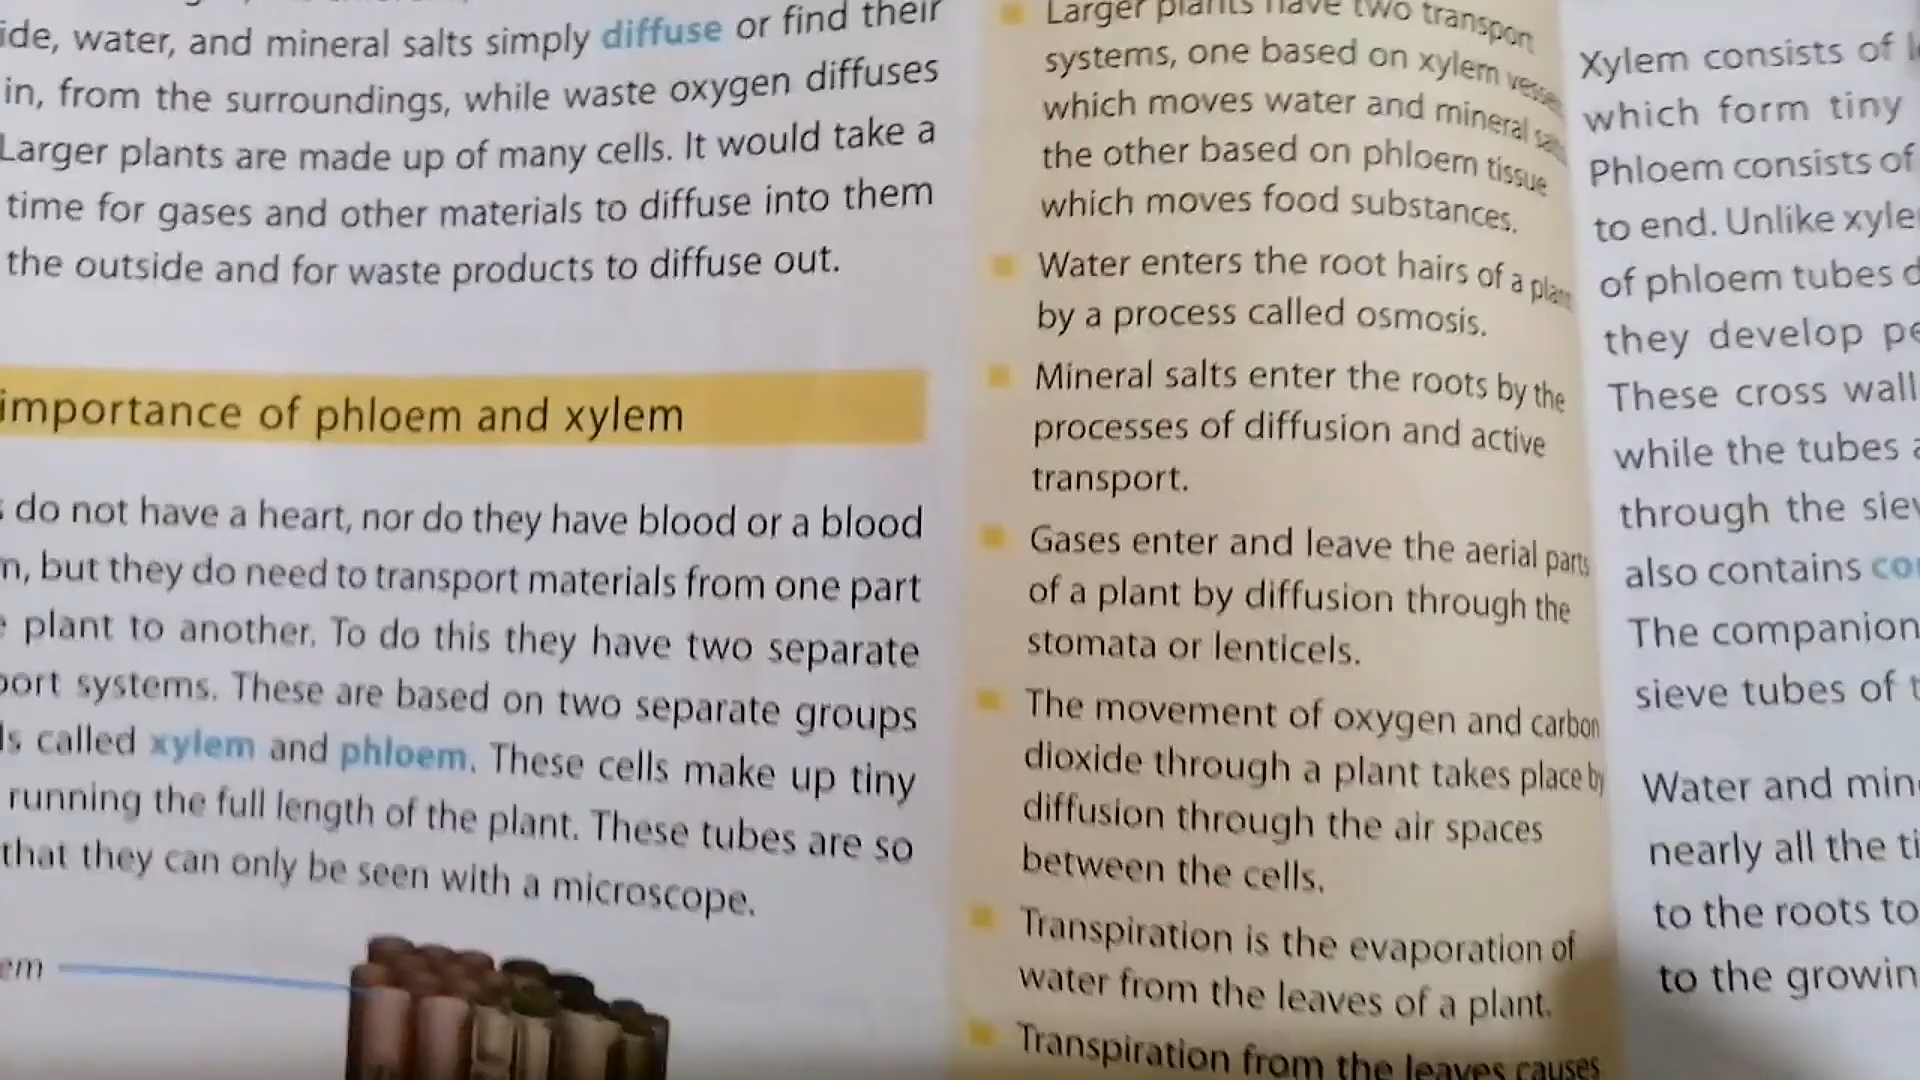 ide, water, and mineral salts simply diffuse or find their
in, from the surroundings, while waste oxygen diffuses
Larger plants are made up of many cells. It would take a
time for gases and other materials to diffuse into them
the outside and for waste products to diffuse out.
importance of phloem and xylem
do not have a heart, nor do they have blood or a blood
m, but they do need to transport materials from one part
plant to another. To do this they have two separate
port systems. These are based on two separate groups
ls called xylem and phloem. These cells make up tiny
running the full length of the plant. These tubes are so
that they can only be seen with a microscope.
em
Larger plants have two transport
systems, one based on xylem
which moves water and mineral
the other based on phloem tissue
which moves food substances.
Water enters the root hairs of a plant
by a process called osmosis.
Mineral salts enter the roots by the
processes of diffusion and active
transport.
Gases enter and leave the aerial parts
of a plant by diffusion through the
stomata or lenticels.
The movement of oxygen and carbon
dioxide through a plant takes place by
diffusion through the air spaces
between the cells.
Transpiration is the evaporation of
water from the leaves of a plant.
Transpiration from the leaves causes
Xylem consists of
which form tiny
Phloem consists of
to end. Unlike xyle
of phloem tubes
they develop pe
These cross wall
while the tubes
through the siev
also contains co
The companion
sieve tubes of t
Water and min
nearly all the ti
to the roots to
to the growin